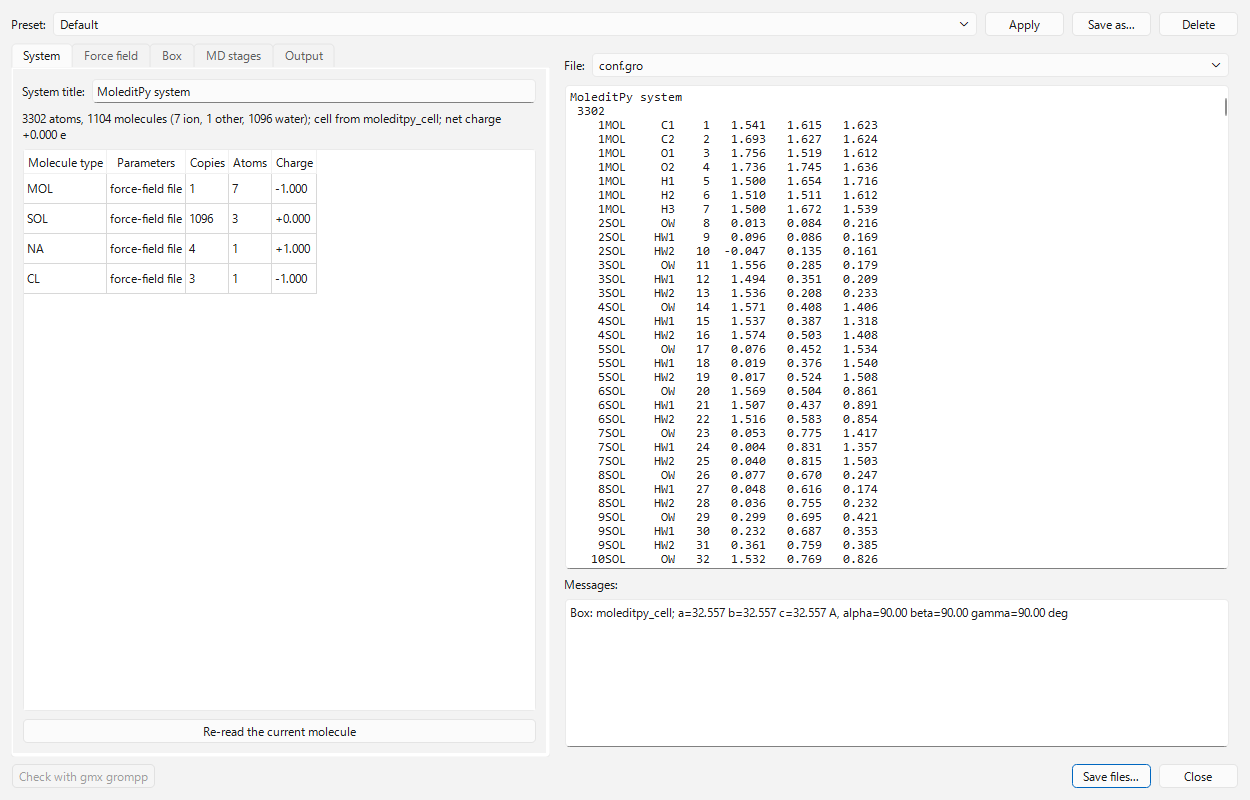 Preset: Default Apply Save as... Delete
System Force field Box MD stages Output
System title: MoleditPy system
3302 atoms, 1104 molecules (7 ion, 1 other, 1096 water); cell from moleditpy_cell; net charge
+0.000 e
Molecule type Parameters Copies Atoms Charge
MOL force-field file 1 7 -1.000
SOL force-field file 1096 3 +0.000
NA force-field file 4 1 +1.000
CL force-field file 3 1 -1.000
Re-read the current molecule
Check with gmx grompp
File: conf.gro
MoleditPy system
3302
1MOL C1 1 1.541 1.615 1.623
1MOL C2 2 1.693 1.627 1.624
1MOL O1 3 1.756 1.519 1.612
1MOL O2 4 1.736 1.745 1.636
1MOL H1 5 1.500 1.654 1.716
1MOL H2 6 1.510 1.511 1.612
1MOL H3 7 1.500 1.672 1.539
2SOL OW 8 0.013 0.084 0.216
2SOL HW1 9 0.096 0.086 0.169
2SOL HW2 10 -0.047 0.135 0.161
3SOL OW 11 1.556 0.285 0.179
3SOL HW1 12 1.494 0.351 0.209
3SOL HW2 13 1.536 0.208 0.233
4SOL OW 14 1.571 0.408 1.406
4SOL HW1 15 1.537 0.387 1.318
4SOL HW2 16 1.574 0.503 1.408
5SOL OW 17 0.076 0.452 1.534
5SOL HW1 18 0.019 0.376 1.540
5SOL HW2 19 0.017 0.524 1.508
6SOL OW 20 1.569 0.504 0.861
6SOL HW1 21 1.507 0.437 0.891
6SOL HW2 22 1.516 0.583 0.854
7SOL OW 23 0.053 0.775 1.417
7SOL HW1 24 0.004 0.831 1.357
7SOL HW2 25 0.040 0.815 1.503
8SOL OW 26 0.077 0.670 0.247
8SOL HW1 27 0.048 0.616 0.174
8SOL HW2 28 0.036 0.755 0.232
9SOL OW 29 0.299 0.695 0.421
9SOL HW1 30 0.232 0.687 0.353
9SOL HW2 31 0.361 0.759 0.385
10SOL OW 32 1.532 0.769 0.826
Messages:
Box: moleditpy_cell; a=32.557 b=32.557 c=32.557 A, alpha=90.00 beta=90.00 gamma=90.00 deg
Save files... Close